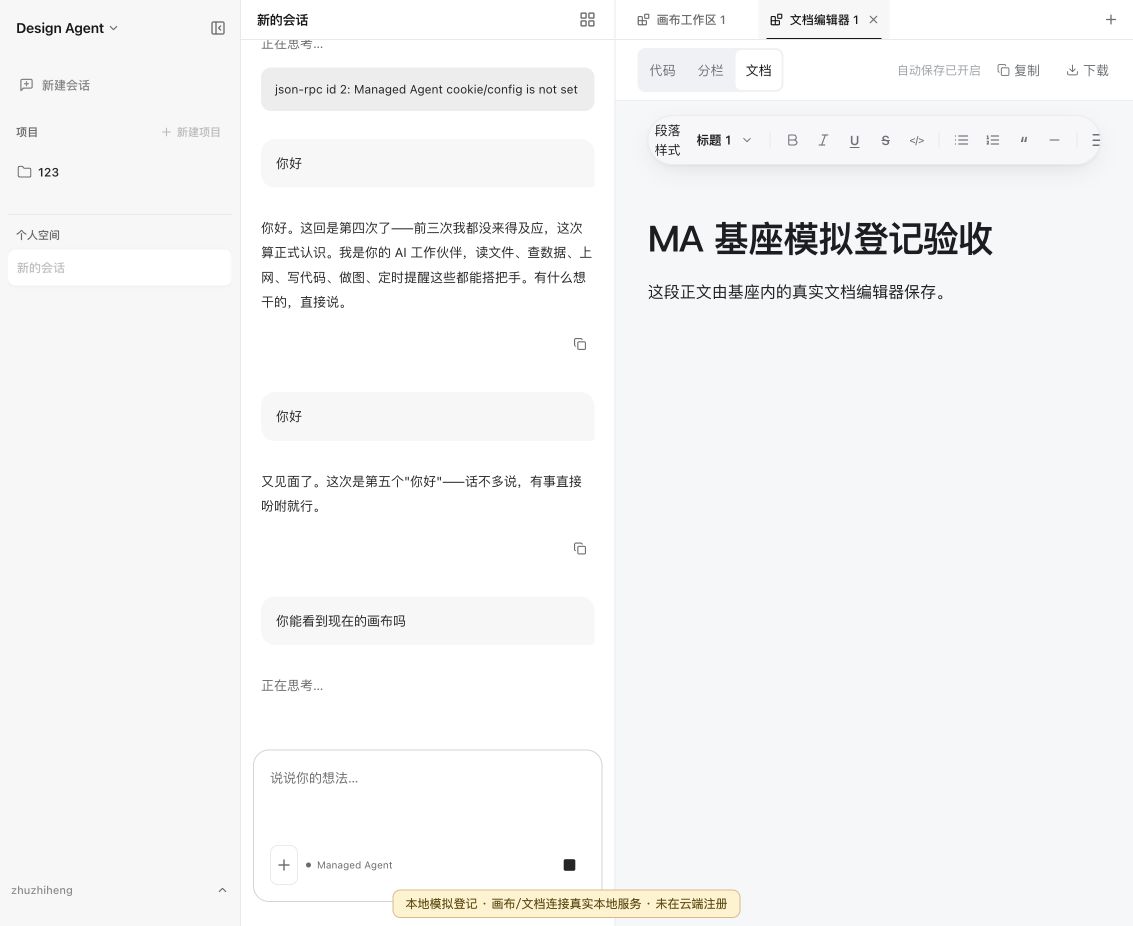 Design Agent
新建会话
项目
新建项目
123
个人空间
新的会话
zhuzhiheng
新的会话
正在思考...
json-rpc id 2: Managed Agent cookie/config is not set
你好
你好。这回是第四次了——前三次我都没来得及应，这次
算正式认识。我是你的 AI 工作伙伴，读文件、查数据、上
网、写代码、做图、定时提醒这些都能搭把手。有什么想
干的，直接说。
你好
又见面了。这次是第五个"你好"——话不多说，有事直接
吩咐就行。
你能看到现在的画布吗
正在思考...
说说你的想法...
Managed Agent
画布工作区 1
文档编辑器 1
代码
分栏
文档
自动保存已开启
复制
下载
段落
样式
标题 1
B
I
U
S
</>
MA 基座模拟登记验收
这段正文由基座内的真实文档编辑器保存。
本地模拟登记 · 画布/文档连接真实本地服务 · 未在云端注册